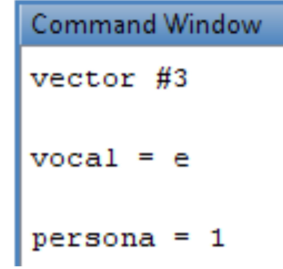 Command Window
vector #3
vocal = e
persona = 1